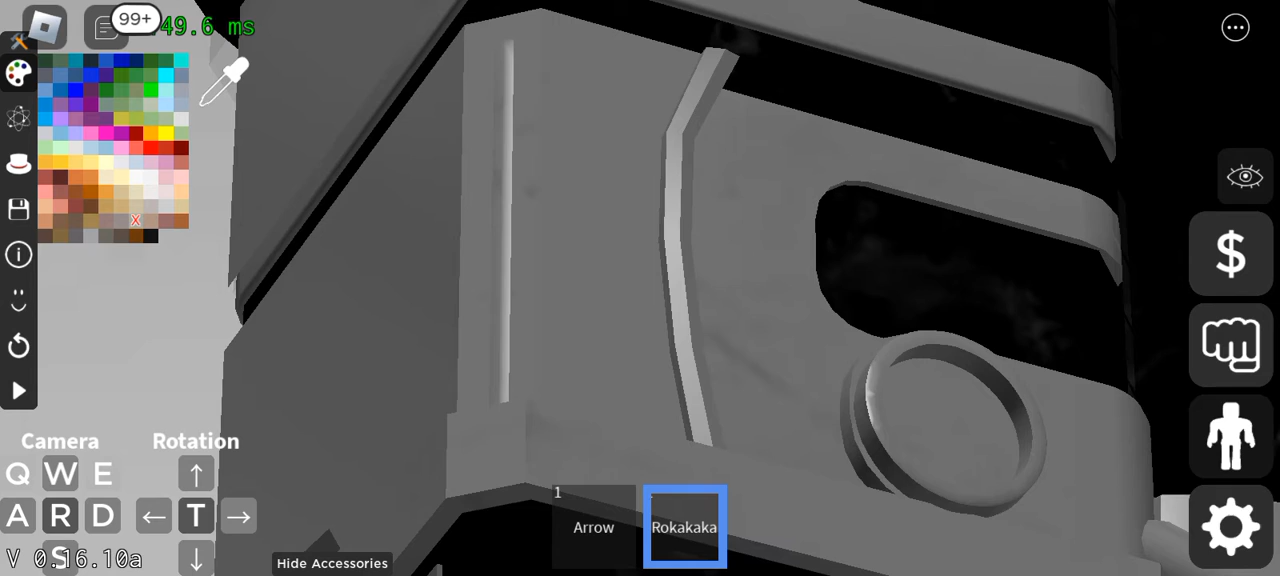 99+
49.6 ms
$
Camera
Rotation
Q W E
↑
A R D
← T →
S
↓
V 0.16.10a
Hide Accessories
1
Arrow
Rokakaka